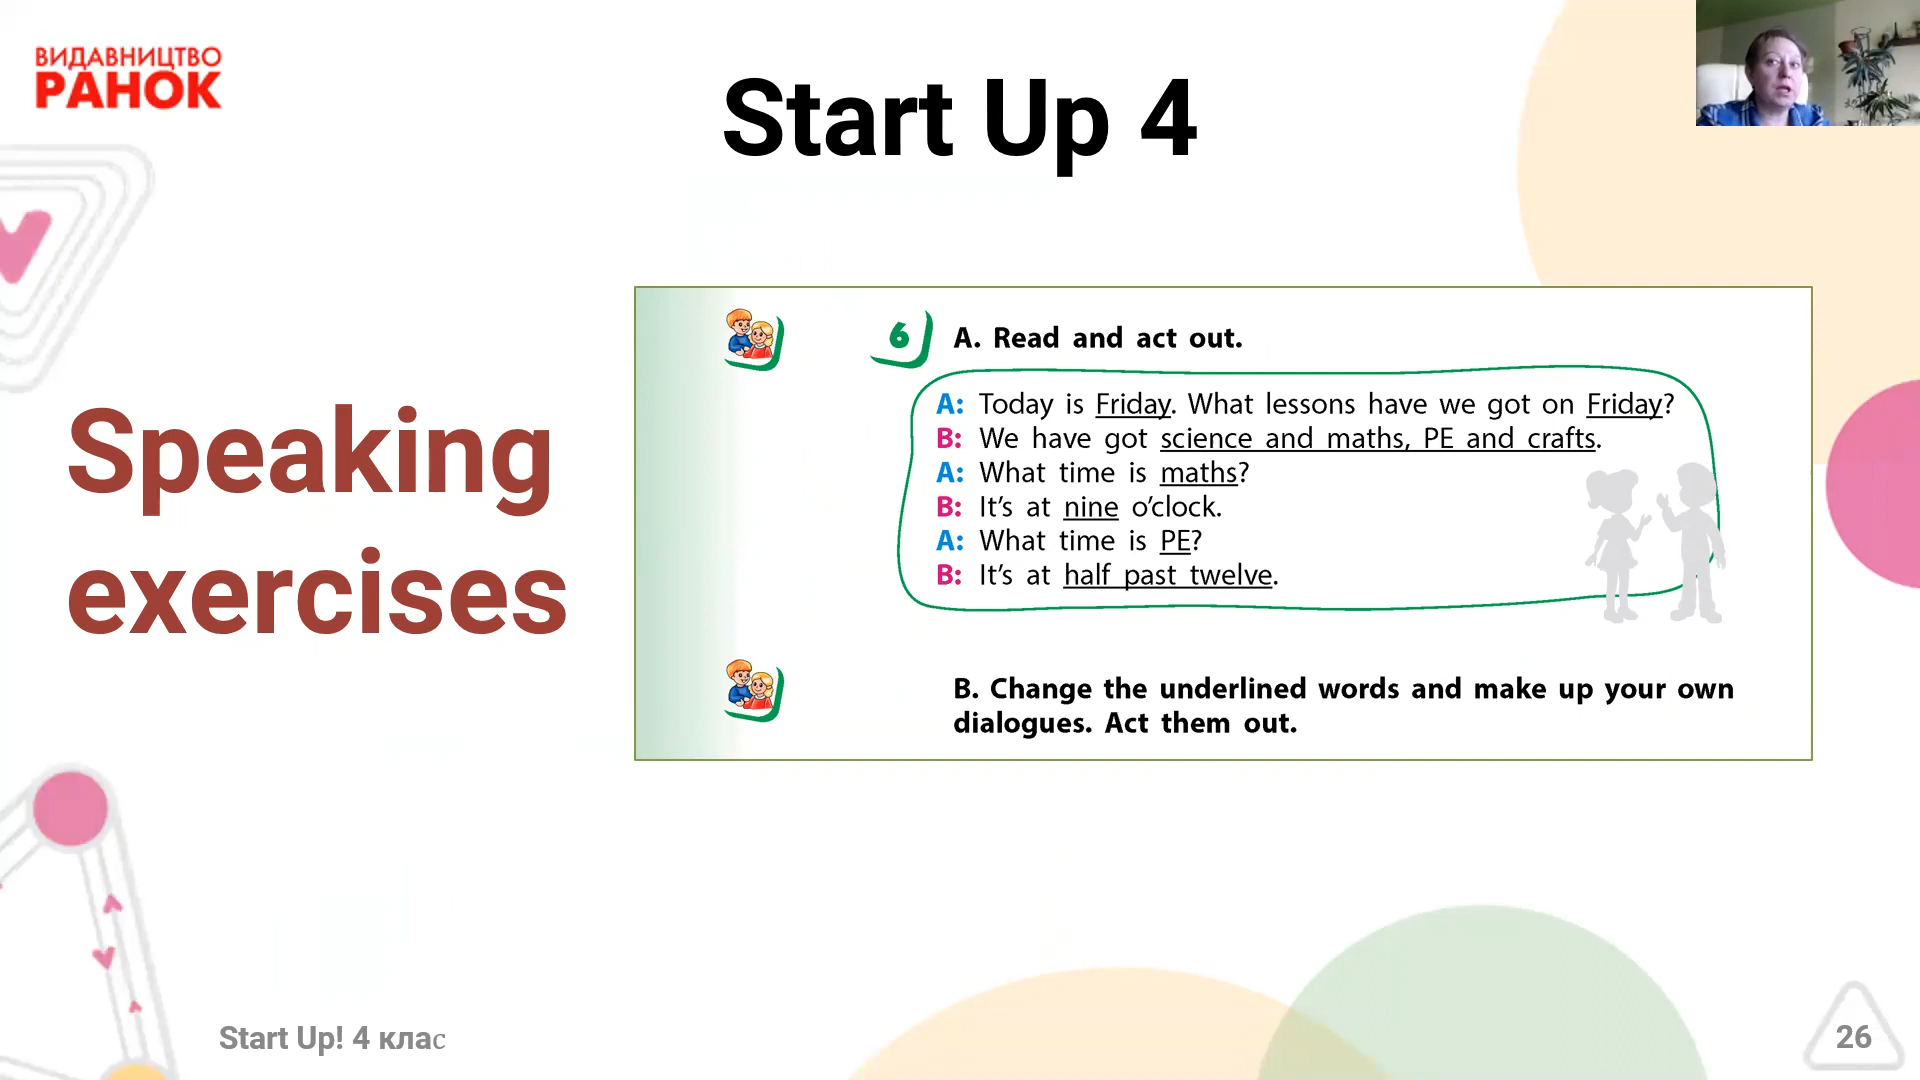 ВИДАВНИЦТВО
РАНОК
Start Up 4
Speaking
exercises
6 A. Read and act out.
A: Today is Friday. What lessons have we got on Friday?
B: We have got science and maths, PE and crafts.
A: What time is maths?
B: It’s at nine o’clock.
A: What time is PE?
B: It’s at half past twelve.
B. Change the underlined words and make up your own
dialogues. Act them out.
Start Up! 4 клас
26